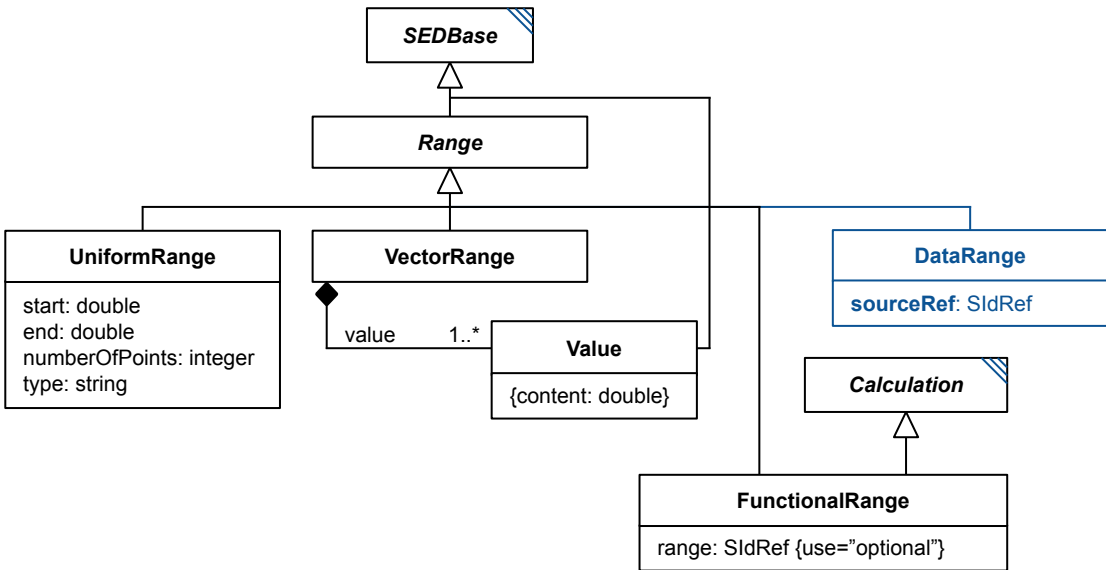 SEDBase
Range
UniformRange
start: double
end: double
numberOfPoints: integer
type: string
VectorRange
value 1..*
Value
{content: double}
DataRange
sourceRef: SIdRef
Calculation
FunctionalRange
range: SIdRef {use=”optional”}